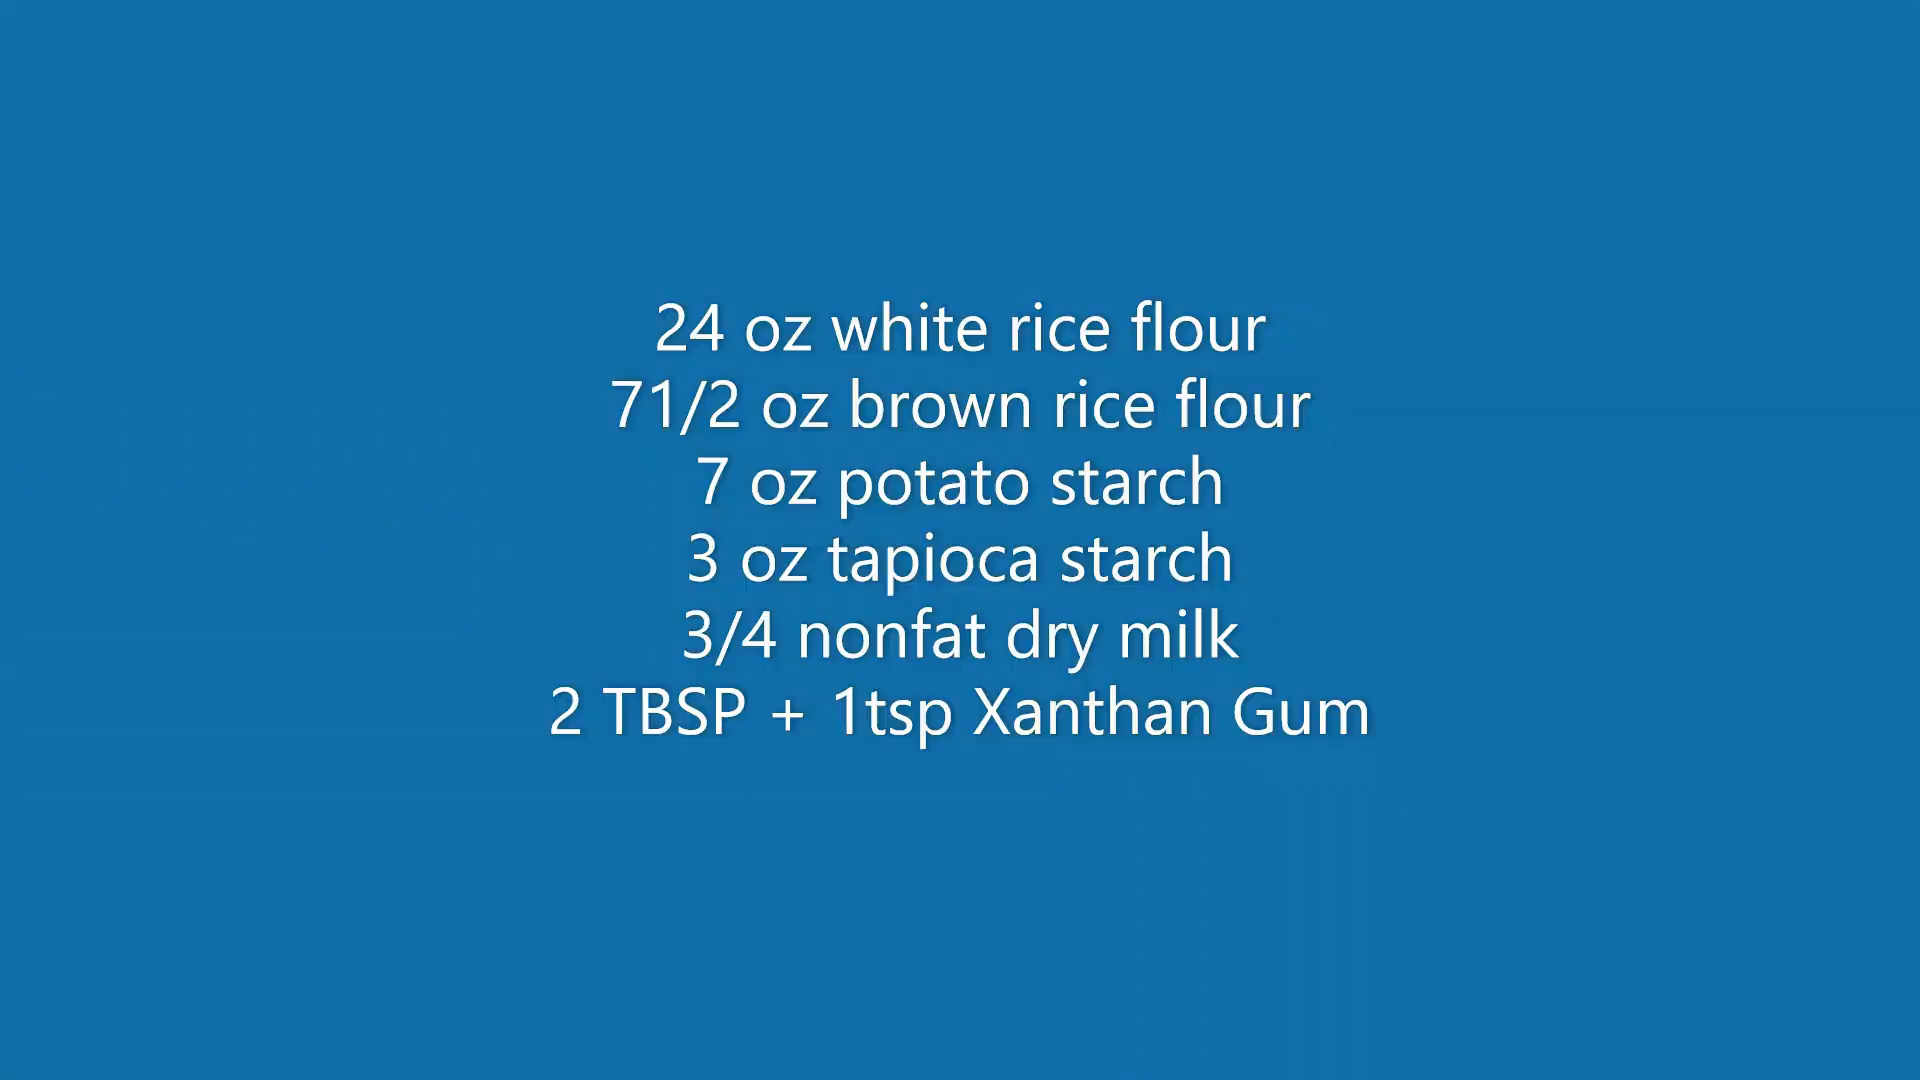 24 oz white rice flour
71/2 oz brown rice flour
7 oz potato starch
3 oz tapioca starch
3/4 nonfat dry milk
2 TBSP + 1tsp Xanthan Gum